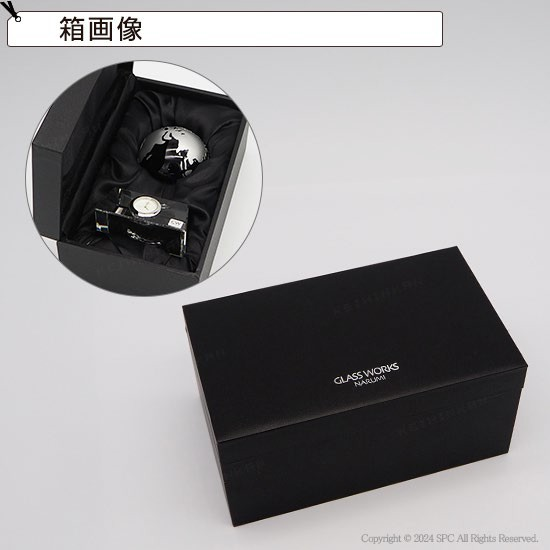 箱画像
GLASS WORKS
NARUMI
Copyright © 2024 SPC All Rights Reserved.